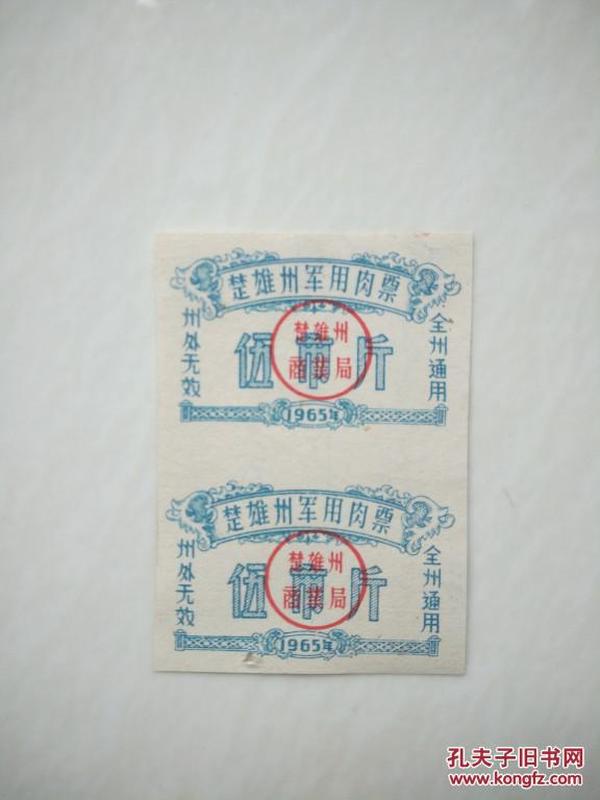 楚雄州军用肉票
州外无效
伍市斤
全州通用
楚雄州
商业局
1965年
楚雄州军用肉票
州外无效
伍市斤
全州通用
楚雄州
商业局
1965年
孔夫子旧书网
www.kongfz.com